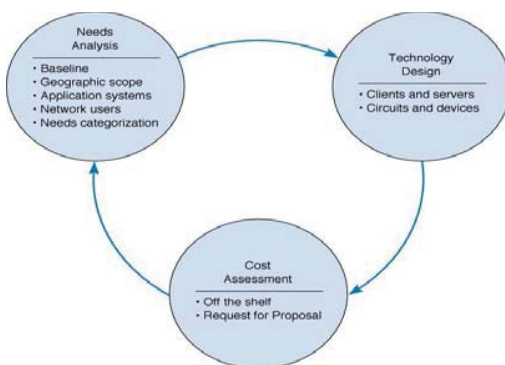 Needs
Analysis
• Baseline
• Geographic scope
• Application systems
• Network users
• Needs categorization
Technology
Design
• Clients and servers
• Circuits and devices
Cost
Assessment
• Off the shelf
• Request for Proposal